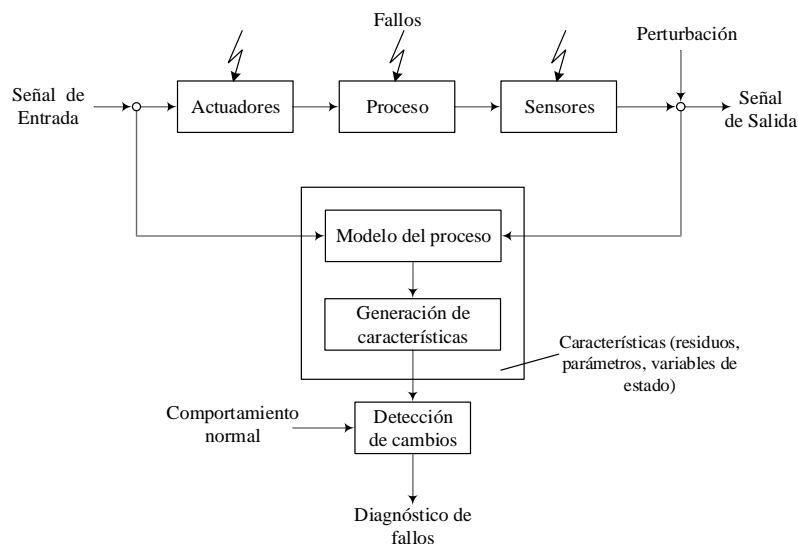 Fallos
Perturbación
Señal de
Entrada
Actuadores
Proceso
Sensores
Señal
de Salida
Modelo del proceso
Generación de
características
Características (residuos,
parámetros, variables de
estado)
Comportamiento
normal
Detección
de cambios
Diagnóstico de
fallos